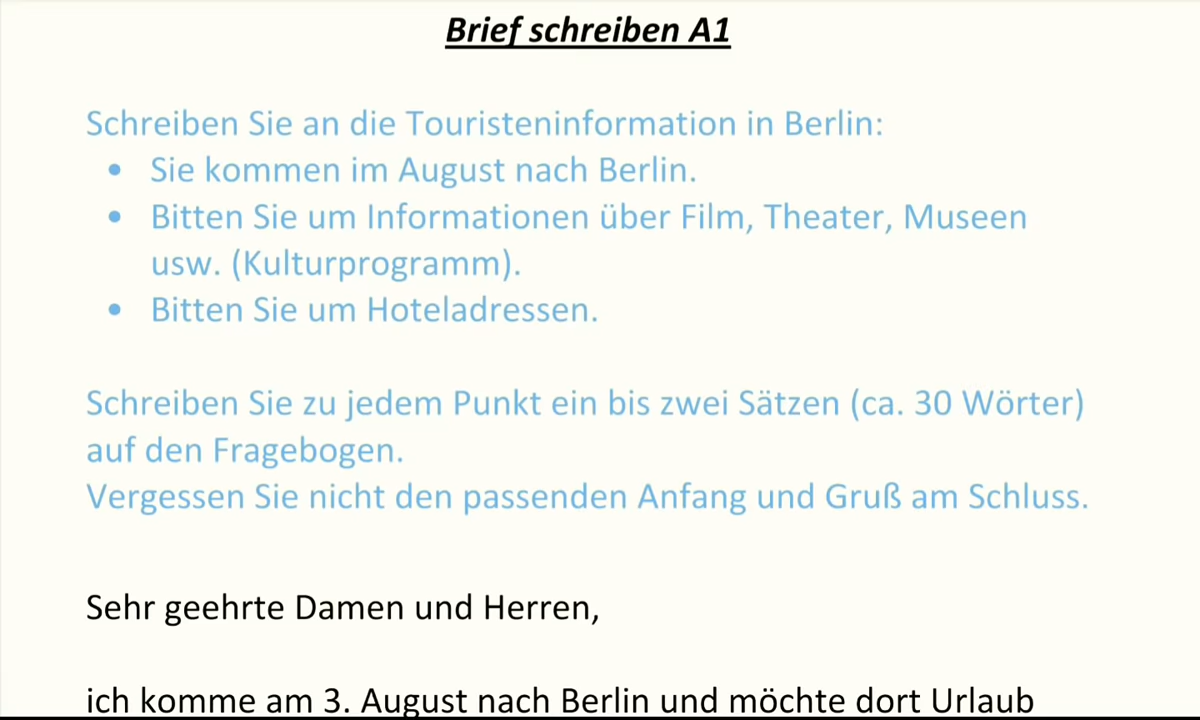 Brief schreiben A1
Schreiben Sie an die Touristeninformation in Berlin:
• Sie kommen im August nach Berlin.
• Bitten Sie um Informationen über Film, Theater, Museen
usw. (Kulturprogramm).
• Bitten Sie um Hoteladressen.
Schreiben Sie zu jedem Punkt ein bis zwei Sätzen (ca. 30 Wörter)
auf den Fragebogen.
Vergessen Sie nicht den passenden Anfang und Gruß am Schluss.
Sehr geehrte Damen und Herren,
ich komme am 3. August nach Berlin und möchte dort Urlaub